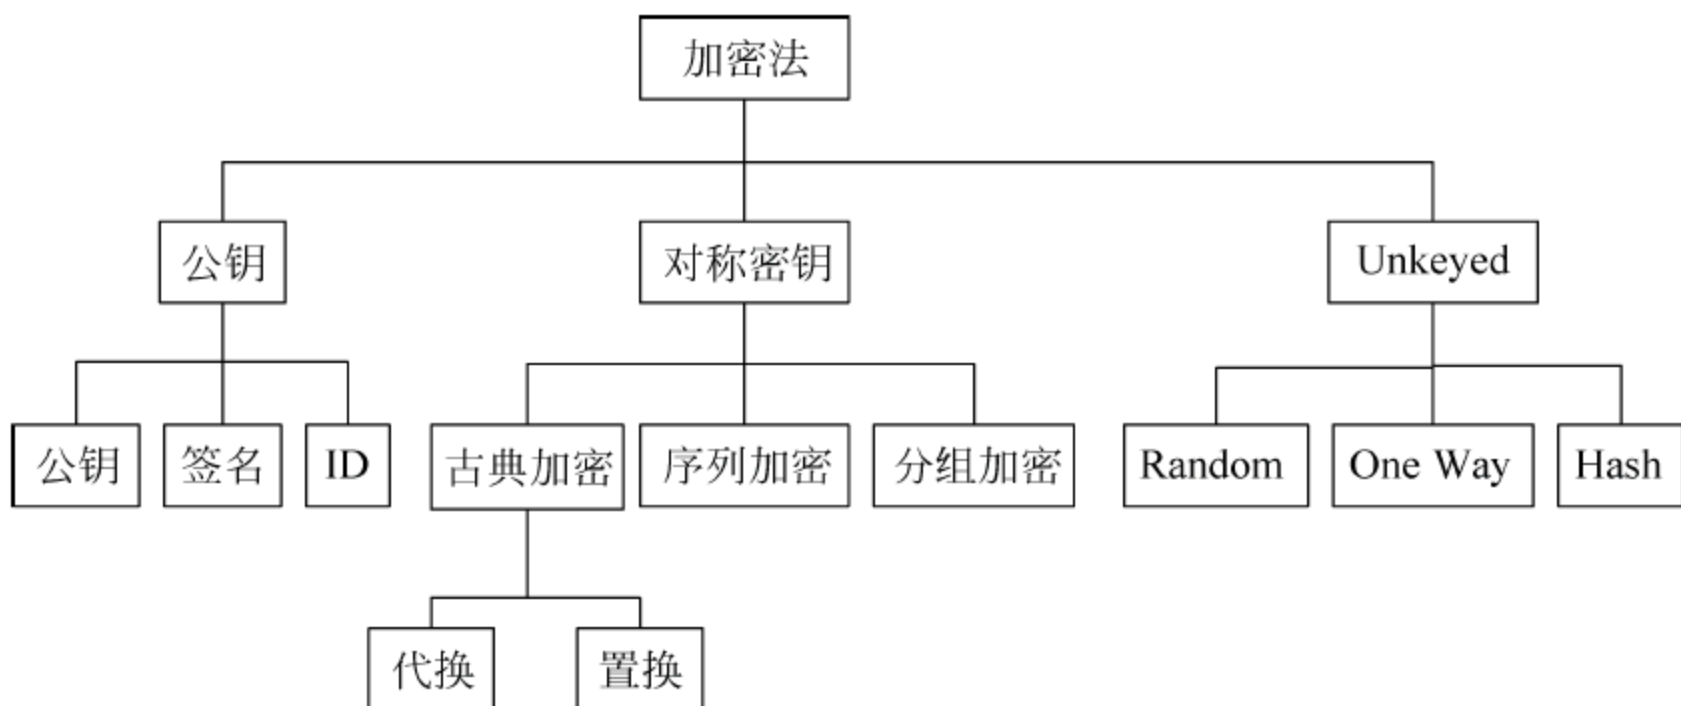 加密法
公钥
对称密钥
Unkeyed
公钥
签名
ID
古典加密
序列加密
分组加密
Random
One Way
Hash
代换
置换